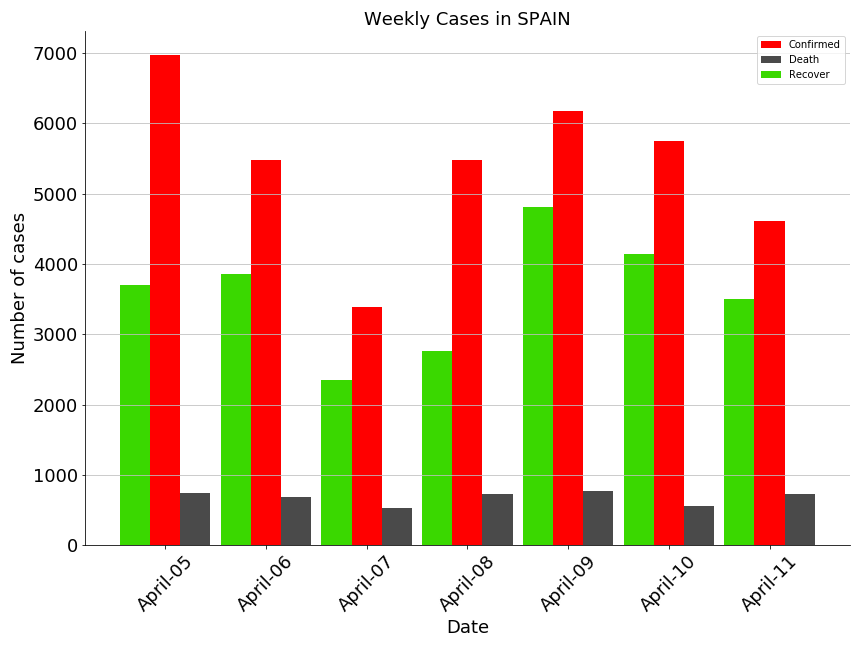 Weekly Cases in SPAIN
Confirmed
Death
Recover
Number of cases
7000
6000
5000
4000
3000
2000
1000
0
April-05
April-06
April-07
April-08
April-09
April-10
April-11
Date